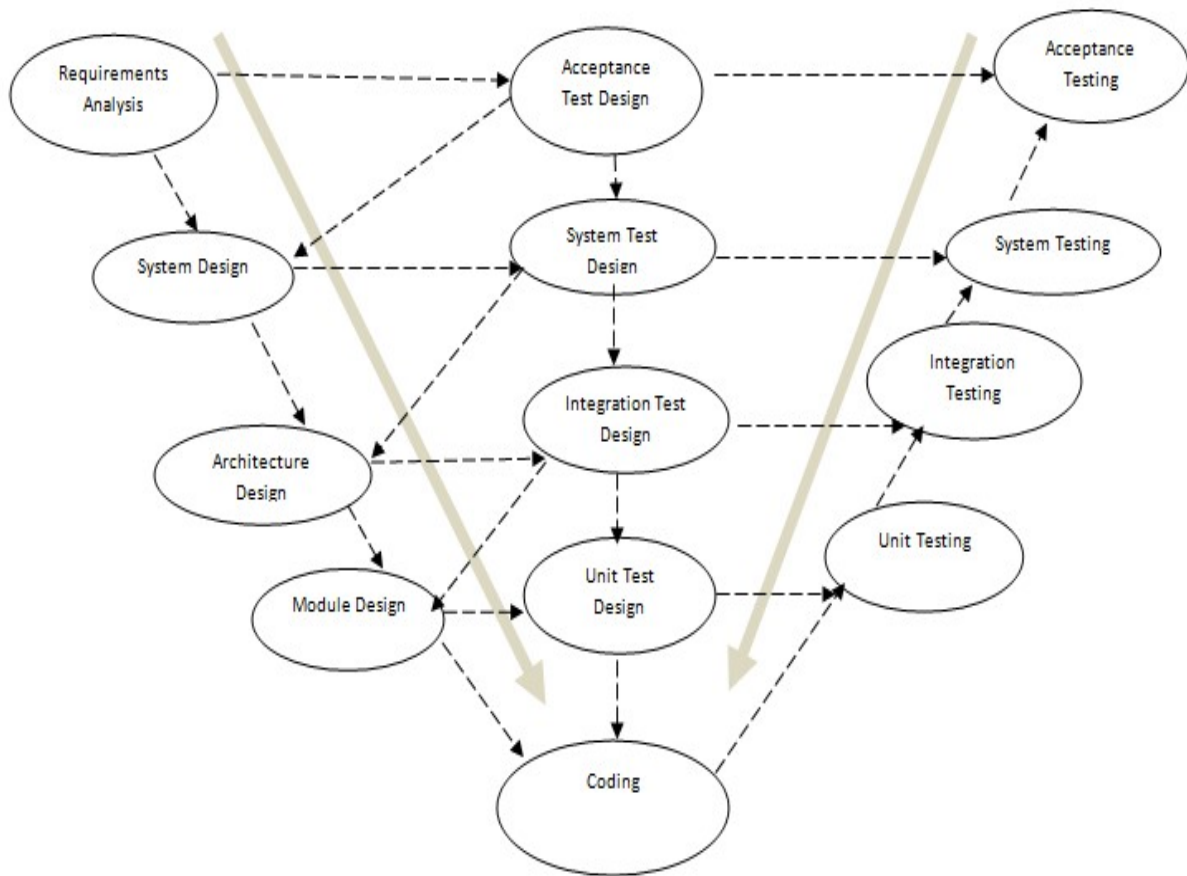 Requirements
Analysis
Acceptance
Test Design
Acceptance
Testing
System Design
System Test
Design
System Testing
Architecture
Design
Integration Test
Design
Integration
Testing
Module Design
Unit Test
Design
Unit Testing
Coding